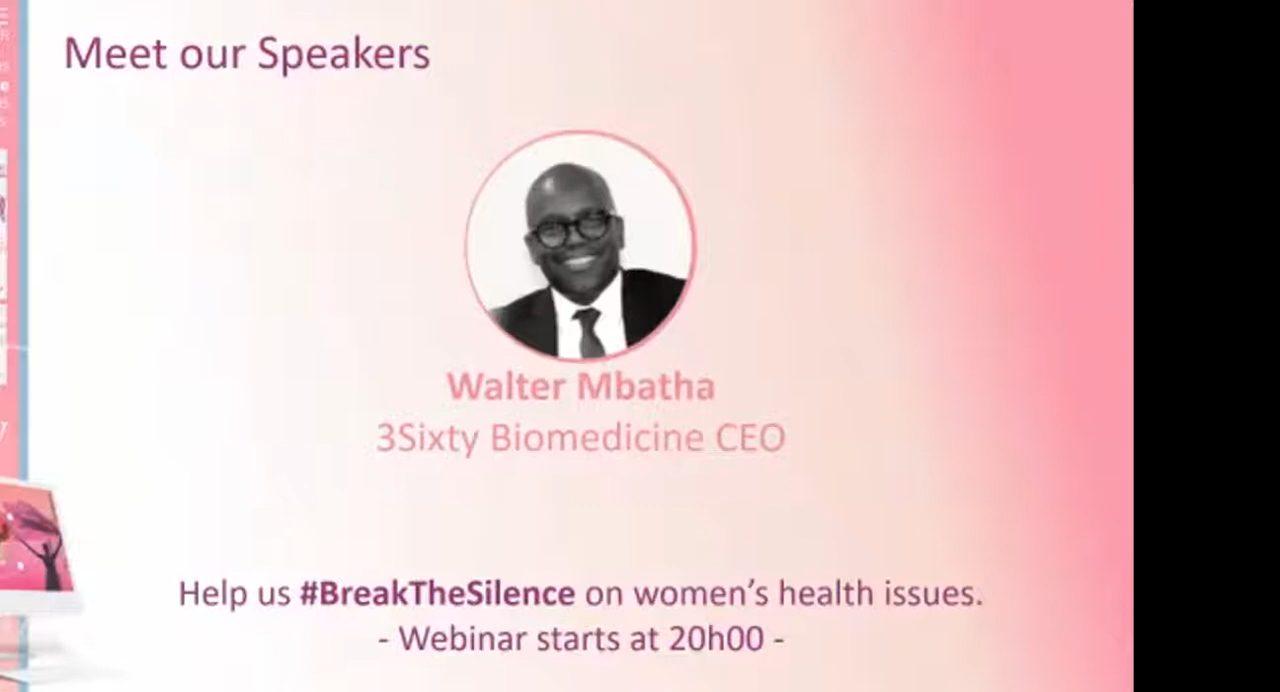 Meet our Speakers
Walter Mbatha
3Sixty Biomedicine CEO
Help us #BreakTheSilence on women’s health issues.
- Webinar starts at 20h00 -